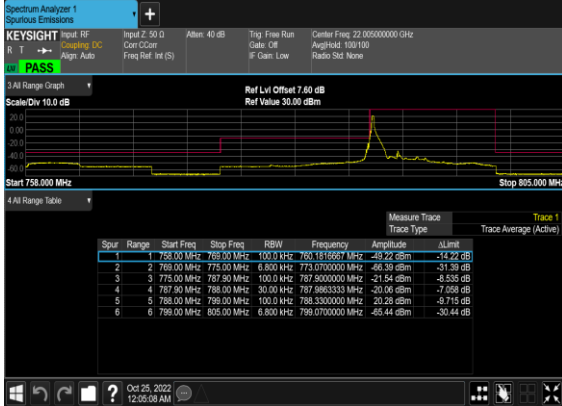 Spectrum Analyzer 1
Spurious Emissions
+
KEYSIGHT Input: RF Input Z: 50 Ω Atten: 40 dB Trig: Free Run Center Freq: 22.005000000 GHz
R T Coupling: DC Corr CCorr Gate: Off Avg|Hold: 100/100
Align: Auto Freq Ref: Int (S) IF Gain: Low Radio Std: None
PASS
3 All Range Graph
Ref Lvl Offset 7.60 dB
Scale/Div 10.0 dB Ref Value 30.00 dBm
20.0
0.00
-20.0
-40.0
-60.0
Start 758.000 MHz Stop 805.000 MHz
4 All Range Table
Measure Trace Trace 1
Trace Type Trace Average (Active)
Spur Range Start Freq Stop Freq RBW Frequency Amplitude ΔLimit
1 1 758.00 MHz 769.00 MHz 100.0 kHz 760.1816667 MHz -49.22 dBm -14.22 dB
2 2 769.00 MHz 775.00 MHz 6.800 kHz 773.0700000 MHz -66.39 dBm -31.39 dB
3 3 775.00 MHz 787.90 MHz 100.0 kHz 787.9000000 MHz -21.54 dBm -8.535 dB
4 4 787.90 MHz 788.00 MHz 30.00 kHz 787.9863333 MHz -20.06 dBm -7.058 dB
5 5 788.00 MHz 799.00 MHz 100.0 kHz 788.3300000 MHz 20.28 dBm -9.715 dB
6 6 799.00 MHz 805.00 MHz 6.800 kHz 799.0700000 MHz -65.44 dBm -30.44 dB
?
Oct 25, 2022
12:05:08 AM